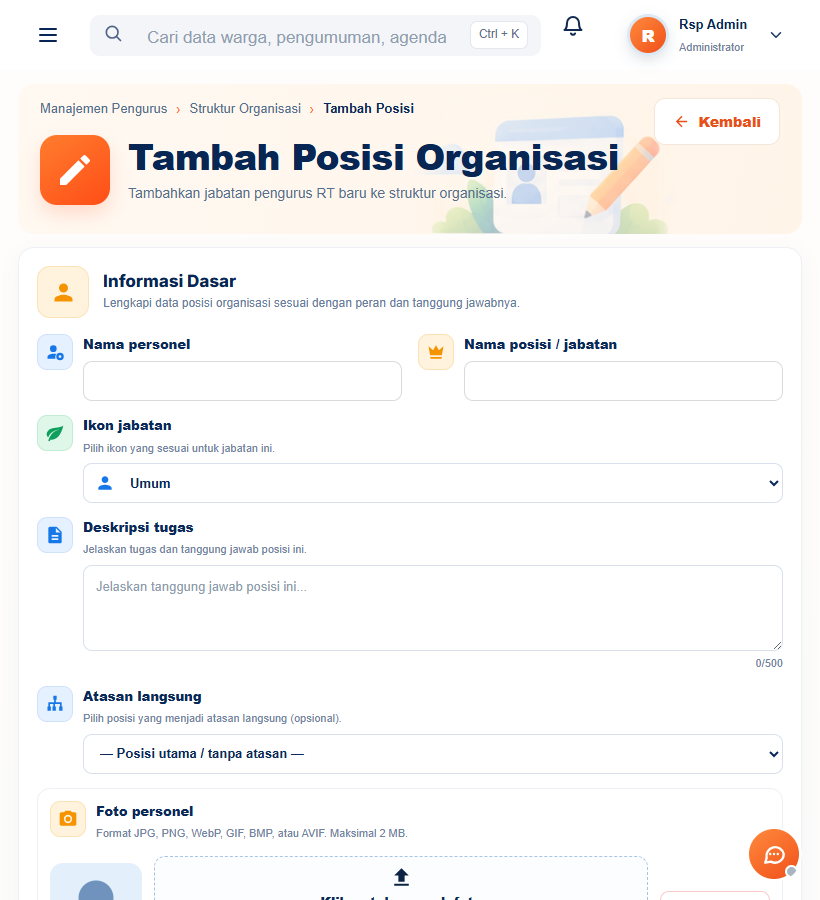 Cari data warga, pengumuman, agenda
Ctrl + K
R
Rsp Admin
Administrator
Manajemen Pengurus › Struktur Organisasi › Tambah Posisi
Kembali
Tambah Posisi Organisasi
Tambahkan jabatan pengurus RT baru ke struktur organisasi.
Informasi Dasar
Lengkapi data posisi organisasi sesuai dengan peran dan tanggung jawabnya.
Nama personel
Nama posisi / jabatan
Ikon jabatan
Pilih ikon yang sesuai untuk jabatan ini.
Umum
Deskripsi tugas
Jelaskan tugas dan tanggung jawab posisi ini.
Jelaskan tanggung jawab posisi ini...
0/500
Atasan langsung
Pilih posisi yang menjadi atasan langsung (opsional).
— Posisi utama / tanpa atasan —
Foto personel
Format JPG, PNG, WebP, GIF, BMP, atau AVIF. Maksimal 2 MB.